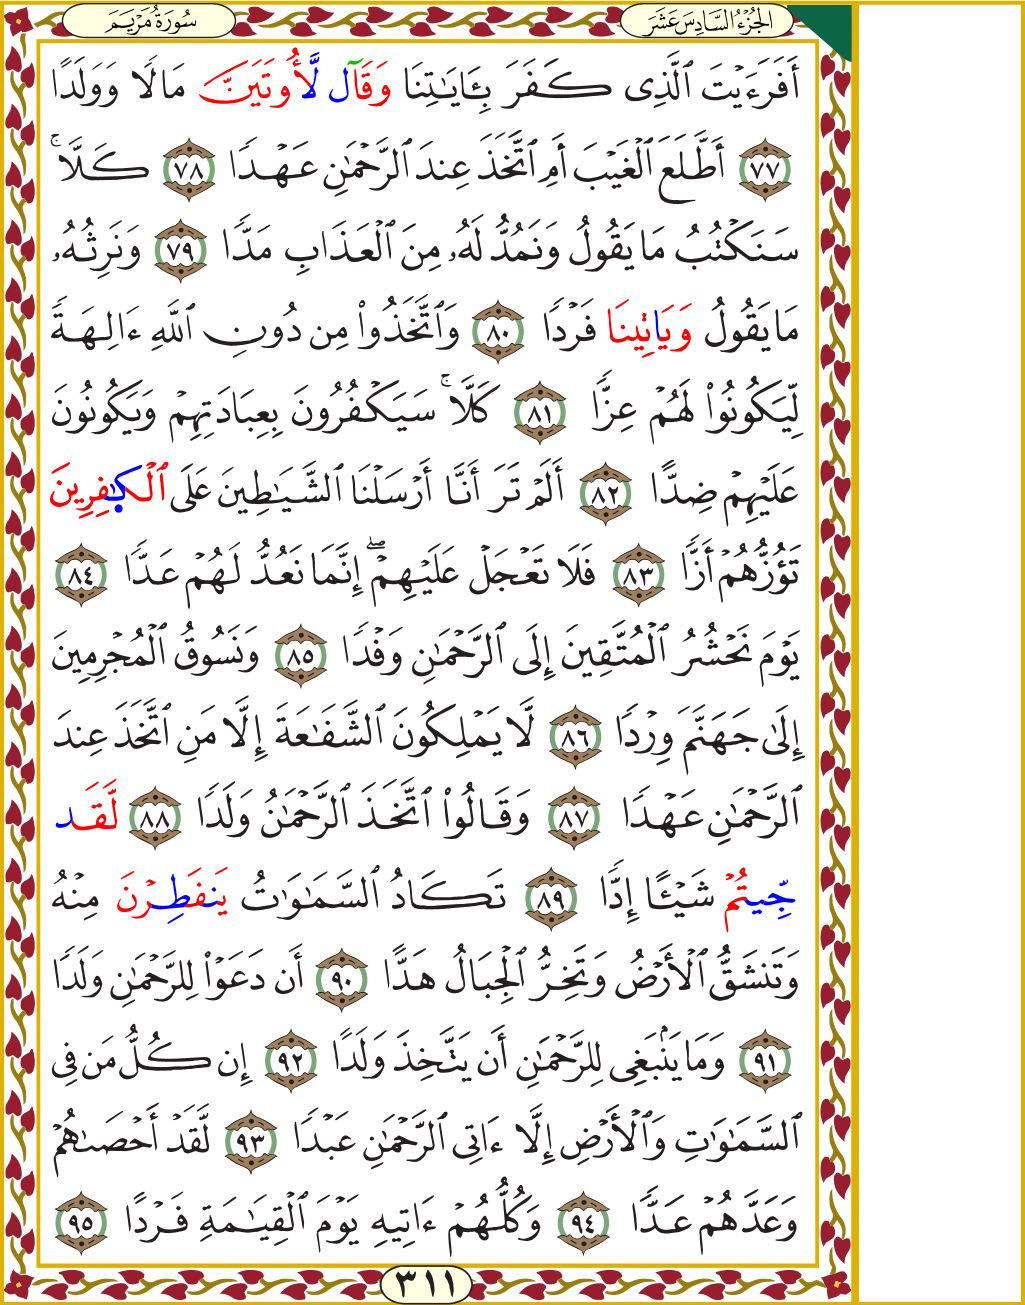 الجُزْءُ السَّادِسَ عَشَرَ
سُورَةُ مَرْيَمَ
أَفَرَءَيْتَ ٱلَّذِى كَفَرَ بِـَٔايَٰتِنَا وَقَآل لَّأُوتَيَنَّ مَالًا وَوَلَدًا
٧٧ أَطَّلَعَ ٱلْغَيْبَ أَمِ ٱتَّخَذَ عِندَ ٱلرَّحْمَٰنِ عَهْدًا ٧٨ كَلَّا ۚ
سَنَكْتُبُ مَا يَقُولُ وَنَمُدُّ لَهُۥ مِنَ ٱلْعَذَابِ مَدًّا ٧٩ وَنَرِثُهُۥ
مَا يَقُولُ وَيَاتِينَا فَرْدًا ٨٠ وَٱتَّخَذُوا۟ مِن دُونِ ٱللَّهِ ءَالِهَةً
لِّيَكُونُوا۟ لَهُمْ عِزًّا ٨١ كَلَّا ۚ سَيَكْفُرُونَ بِعِبَادَتِهِمْ وَيَكُونُونَ
عَلَيْهِمْ ضِدًّا ٨٢ أَلَمْ تَرَ أَنَّا أَرْسَلْنَا ٱلشَّيَٰطِينَ عَلَى ٱلْكَٰفِرِينَ
تَؤُزُّهُمْ أَزًّا ٨٣ فَلَا تَعْجَلْ عَلَيْهِمْ ۖ إِنَّمَا نَعُدُّ لَهُمْ عَدًّا ٨٤
يَوْمَ نَحْشُرُ ٱلْمُتَّقِينَ إِلَى ٱلرَّحْمَٰنِ وَفْدًا ٨٥ وَنَسُوقُ ٱلْمُجْرِمِينَ
إِلَىٰ جَهَنَّمَ وِرْدًا ٨٦ لَّا يَمْلِكُونَ ٱلشَّفَٰعَةَ إِلَّا مَنِ ٱتَّخَذَ عِندَ
ٱلرَّحْمَٰنِ عَهْدًا ٨٧ وَقَالُوا۟ ٱتَّخَذَ ٱلرَّحْمَٰنُ وَلَدًا ٨٨ لَّقَد
جِّيتُمْ شَيْـًٔا إِدًّا ٨٩ تَكَادُ ٱلسَّمَٰوَٰتُ يَنفَطِرْنَ مِنْهُ
وَتَنشَقُّ ٱلْأَرْضُ وَتَخِرُّ ٱلْجِبَالُ هَدًّا ٩٠ أَن دَعَوْا۟ لِلرَّحْمَٰنِ وَلَدًا
٩١ وَمَا يَنۢبَغِى لِلرَّحْمَٰنِ أَن يَتَّخِذَ وَلَدًا ٩٢ إِن كُلُّ مَن فِى
ٱلسَّمَٰوَٰتِ وَٱلْأَرْضِ إِلَّا ءَاتِى ٱلرَّحْمَٰنِ عَبْدًا ٩٣ لَّقَدْ أَحْصَىٰهُمْ
وَعَدَّهُمْ عَدًّا ٩٤ وَكُلُّهُمْ ءَاتِيهِ يَوْمَ ٱلْقِيَٰمَةِ فَرْدًا ٩٥
٣١١